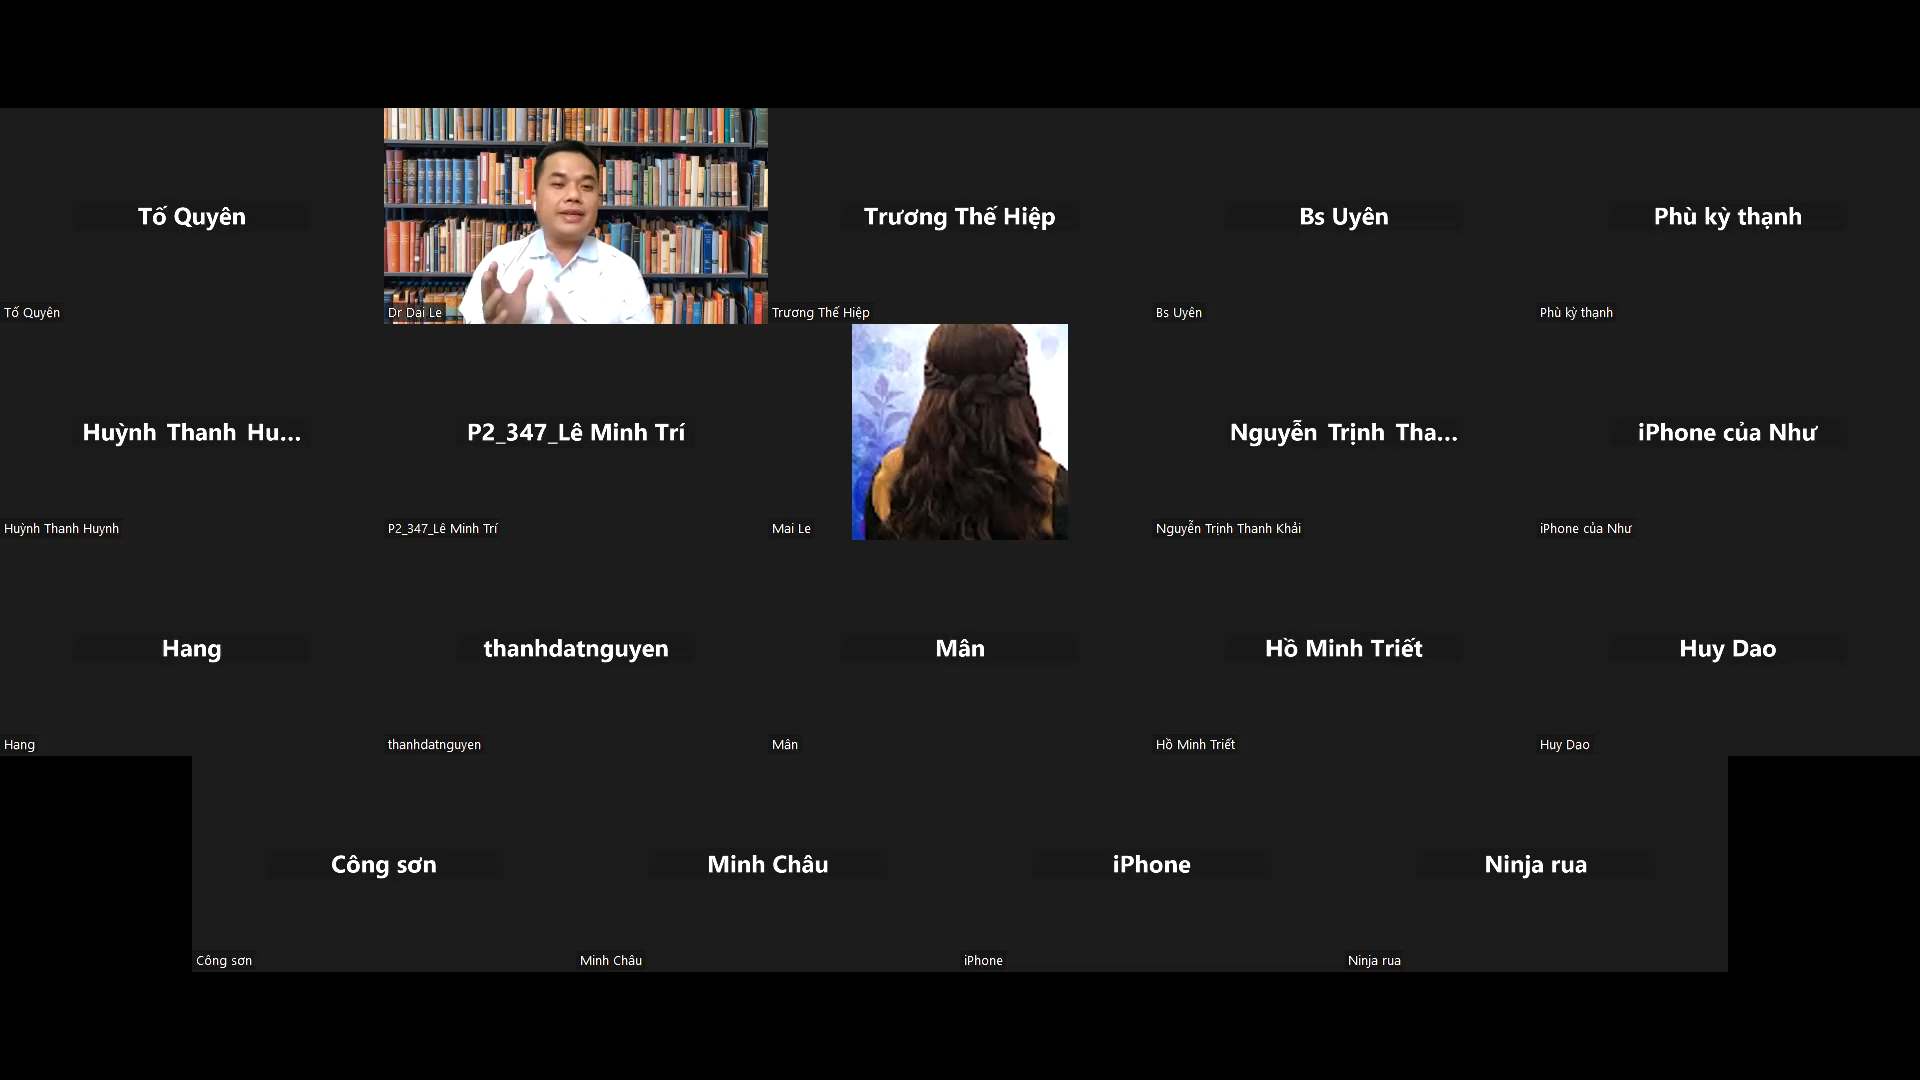 Tố Quyên
Tố Quyên
Dr Dai Le
Trương Thế Hiệp
Trương Thế Hiệp
Bs Uyên
Bs Uyên
Phù kỳ thạnh
Phù kỳ thạnh
Huỳnh Thanh Hu...
Huỳnh Thanh Huynh
P2_347_Lê Minh Trí
P2_347_Lê Minh Trí
Mai Le
Nguyễn Trịnh Tha...
Nguyễn Trịnh Thanh Khải
iPhone của Như
iPhone của Như
Hang
Hang
thanhdatnguyen
thanhdatnguyen
Mân
Mân
Hồ Minh Triết
Hồ Minh Triết
Huy Dao
Huy Dao
Công sơn
Công sơn
Minh Châu
Minh Châu
iPhone
iPhone
Ninja rua
Ninja rua